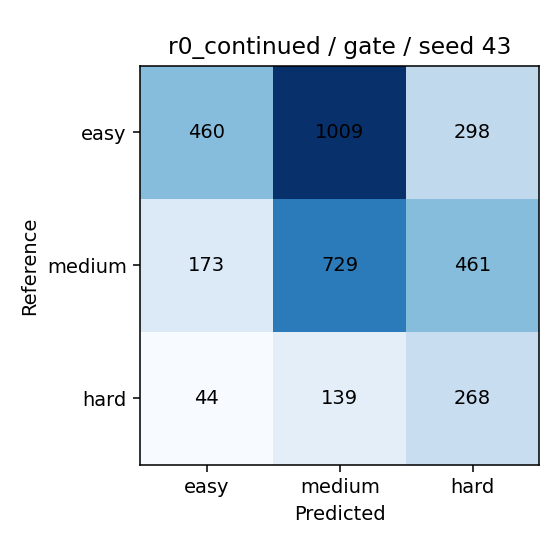 r0_continued / gate / seed 43
Reference
easy
460 1009 298
medium
173 729 461
hard
44 139 268
easy medium hard
Predicted